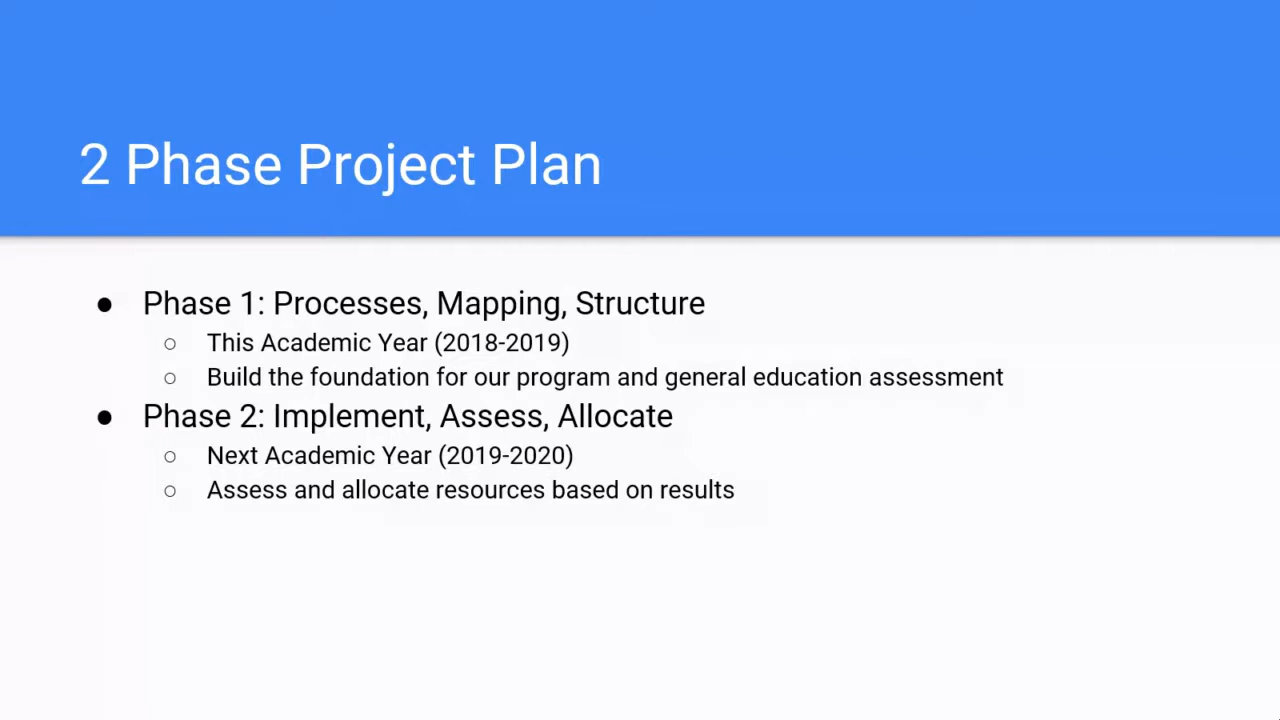 2 Phase Project Plan
● Phase 1: Processes, Mapping, Structure
○ This Academic Year (2018-2019)
○ Build the foundation for our program and general education assessment
● Phase 2: Implement, Assess, Allocate
○ Next Academic Year (2019-2020)
○ Assess and allocate resources based on results